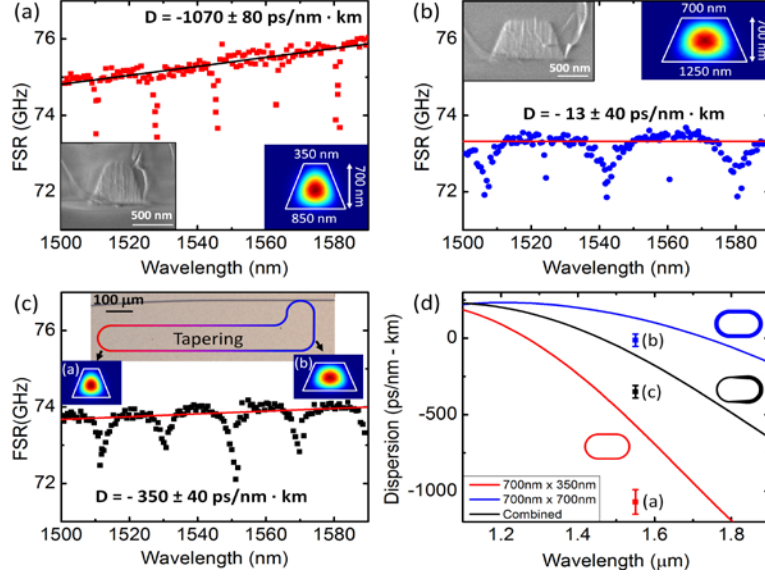 (a)
D = -1070 ± 80 ps/nm · km
76
74
72
FSR (GHz)
500 nm
350 nm
700 nm
850 nm
1500 1520 1540 1560 1580
Wavelength (nm)
(b)
700 nm
700 nm
1250 nm
500 nm
D = - 13 ± 40 ps/nm · km
76
74
72
FSR (GHz)
1500 1520 1540 1560 1580
Wavelength (nm)
(c)
100 µm
Tapering
(a)
(b)
76
74
72
FSR(GHz)
D = - 350 ± 40 ps/nm · km
1500 1520 1540 1560 1580
Wavelength (nm)
(d)
0
-500
-1000
Dispersion (ps/nm - km)
(b)
(c)
(a)
700nm x 350nm
700nm x 700nm
Combined
1.2 1.4 1.6 1.8
Wavelength (µm)